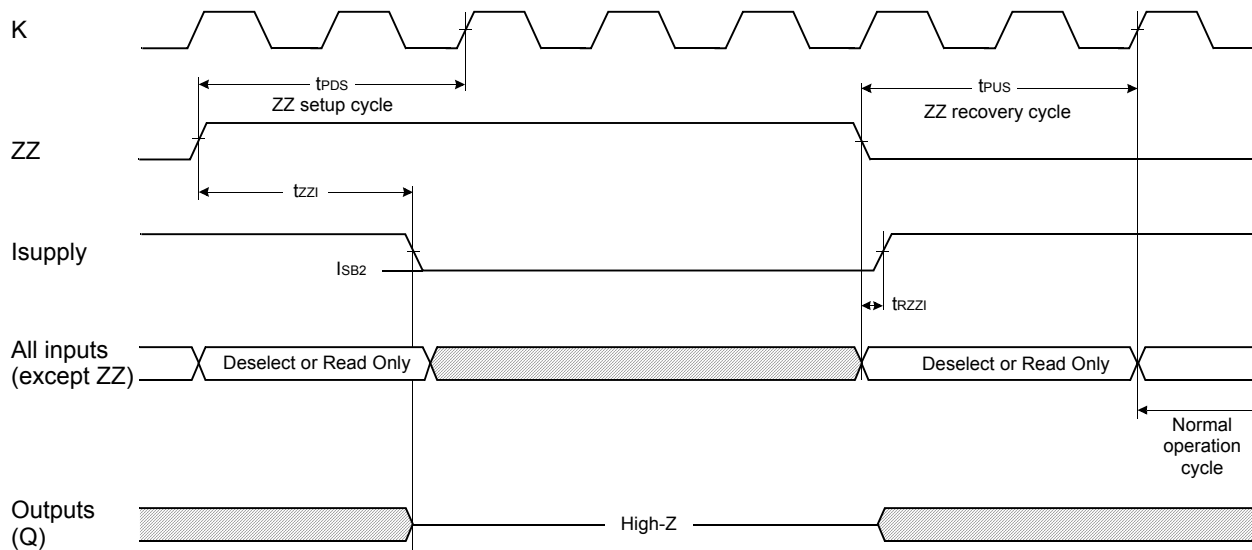 K
tPDS
ZZ setup cycle
tPUS
ZZ recovery cycle
ZZ
tZZI
Isupply
ISB2
tRZZI
All inputs
(except ZZ)
Deselect or Read Only
Deselect or Read Only
Normal
operation
cycle
Outputs
(Q)
High-Z